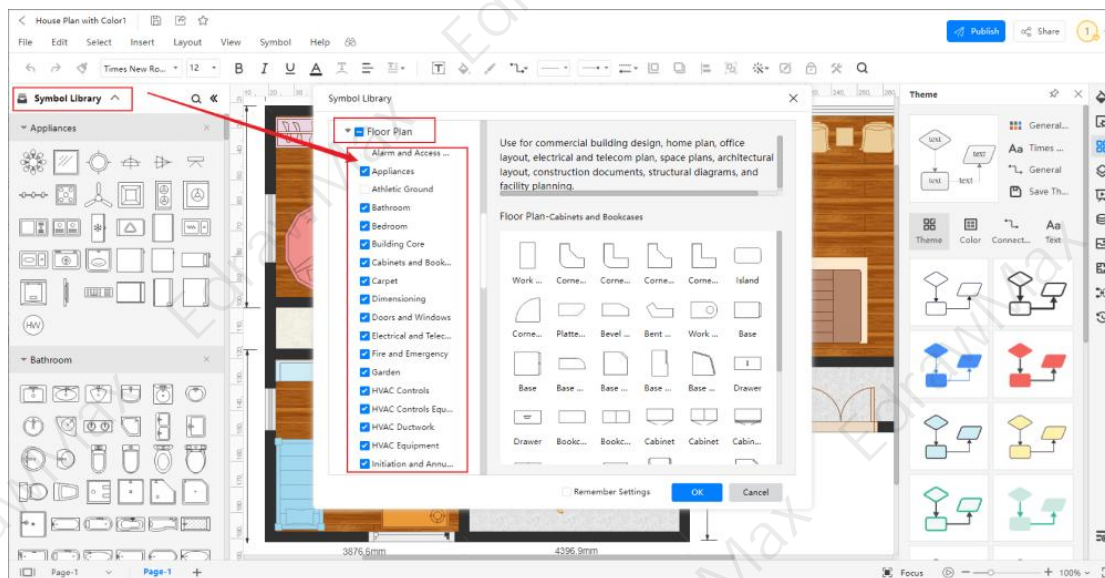 House Plan with Color1
File Edit Select Insert Layout View Symbol Help
Publish
Share
1
Times New Ro...
12
B I U A
Symbol Library
Appliances
HW
Bathroom
Symbol Library
Floor Plan
Alarm and Access ...
Appliances
Athletic Ground
Bathroom
Bedroom
Building Core
Cabinets and Book...
Carpet
Dimensioning
Doors and Windows
Electrical and Telec...
Fire and Emergency
Garden
HVAC Controls
HVAC Controls Equ...
HVAC Ductwork
HVAC Equipment
Initiation and Annu...
Use for commercial building design, home plan, office
layout, electrical and telecom plan, space plans, architectural
layout, construction documents, structural diagrams, and
facility planning.
Floor Plan-Cabinets and Bookcases
Work ... Corne... Corne... Corne... Corne... Island
Corne... Platte... Bevel ... Bent ... Work ... Base
Base Base ... Base ... Base ... Base ... Drawer
Drawer Bookc... Bookc... Cabinet Cabinet Cabin...
Remember Settings
OK
Cancel
3876.6mm
4396.9mm
Theme
text
text
text
text
General...
Times ...
General
Save Th...
Theme Color Connect... Text
Page-1
Page-1
Focus
100%
EdrawMax